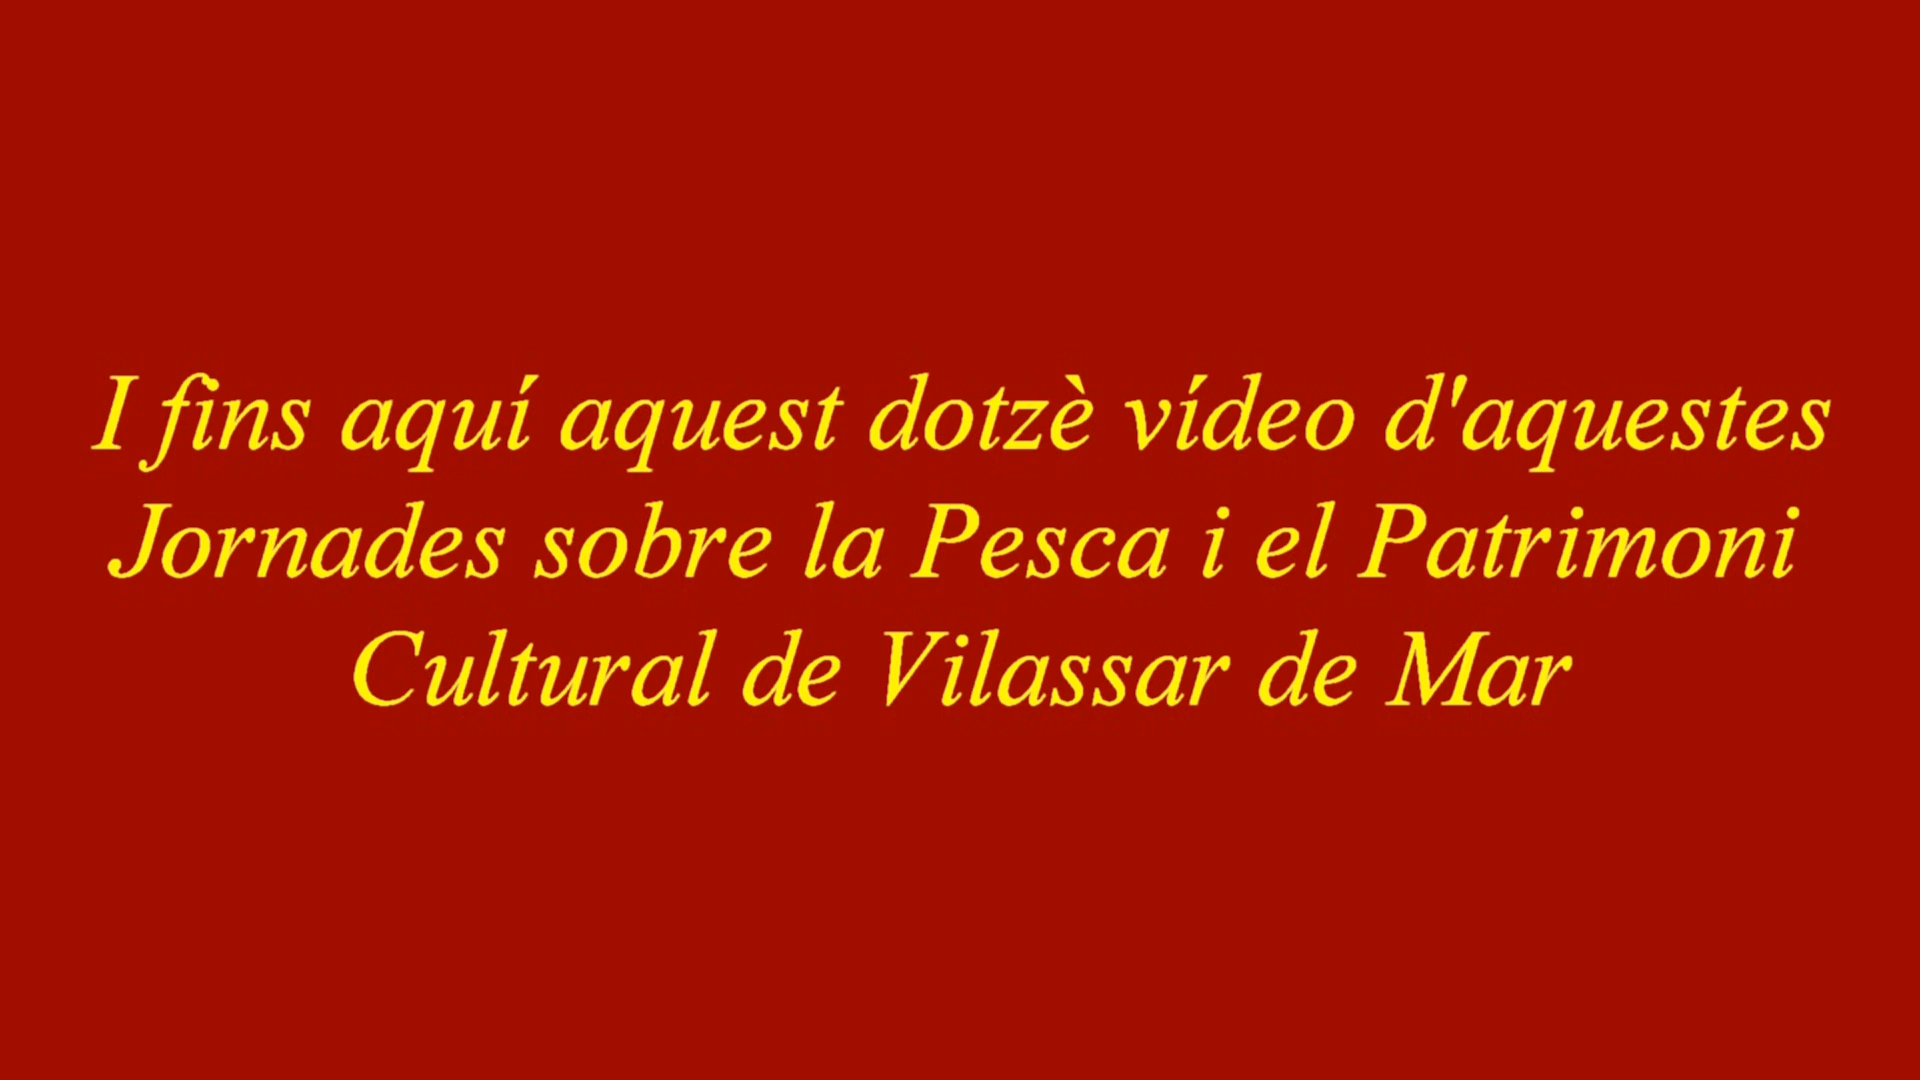 I fins aquí aquest dotzè vídeo d'aquestes
Jornades sobre la Pesca i el Patrimoni
Cultural de Vilassar de Mar